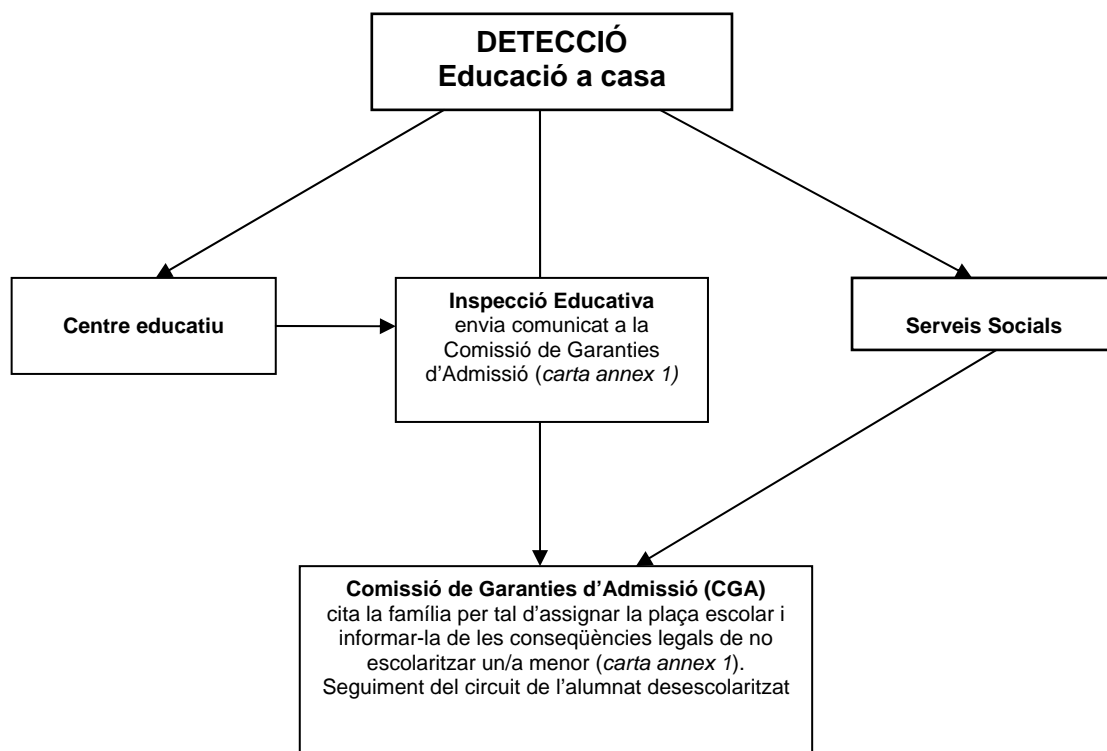 DETECCIÓ
Educació a casa
Centre educatiu
Inspecció Educativa
envia comunicat a la
Comissió de Garanties
d’Admissió (carta annex 1)
Serveis Socials
Comissió de Garanties d’Admissió (CGA)
cita la família per tal d’assignar la plaça escolar i
informar-la de les conseqüències legals de no
escolaritzar un/a menor (carta annex 1).
Seguiment del circuit de l’alumnat desescolaritzat